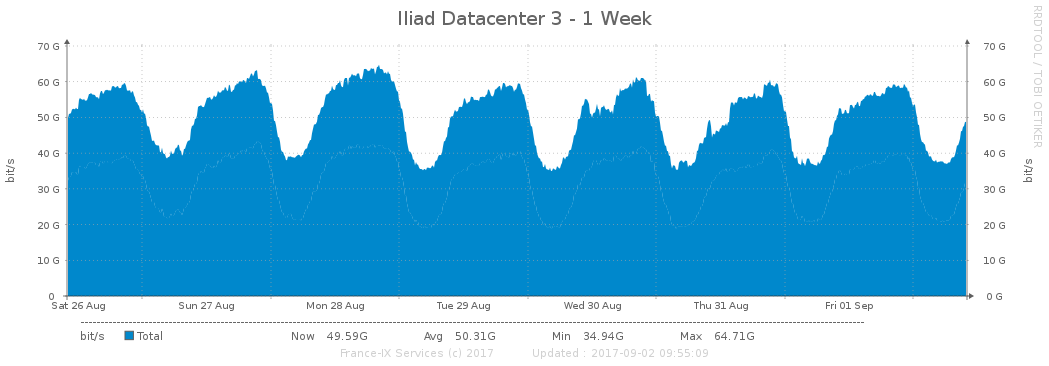 Iliad Datacenter 3 - 1 Week
RRDTOOL / TOBI OETIKER
70 G 70 G
60 G 60 G
50 G 50 G
40 G 40 G
30 G 30 G
20 G 20 G
10 G 10 G
0 0 G
bit/s bit/s
Sat 26 Aug Sun 27 Aug Mon 28 Aug Tue 29 Aug Wed 30 Aug Thu 31 Aug Fri 01 Sep
bit/s Total Now 49.59G Avg 50.31G Min 34.94G Max 64.71G
France-IX Services (c) 2017 Updated : 2017-09-02 09:55:09